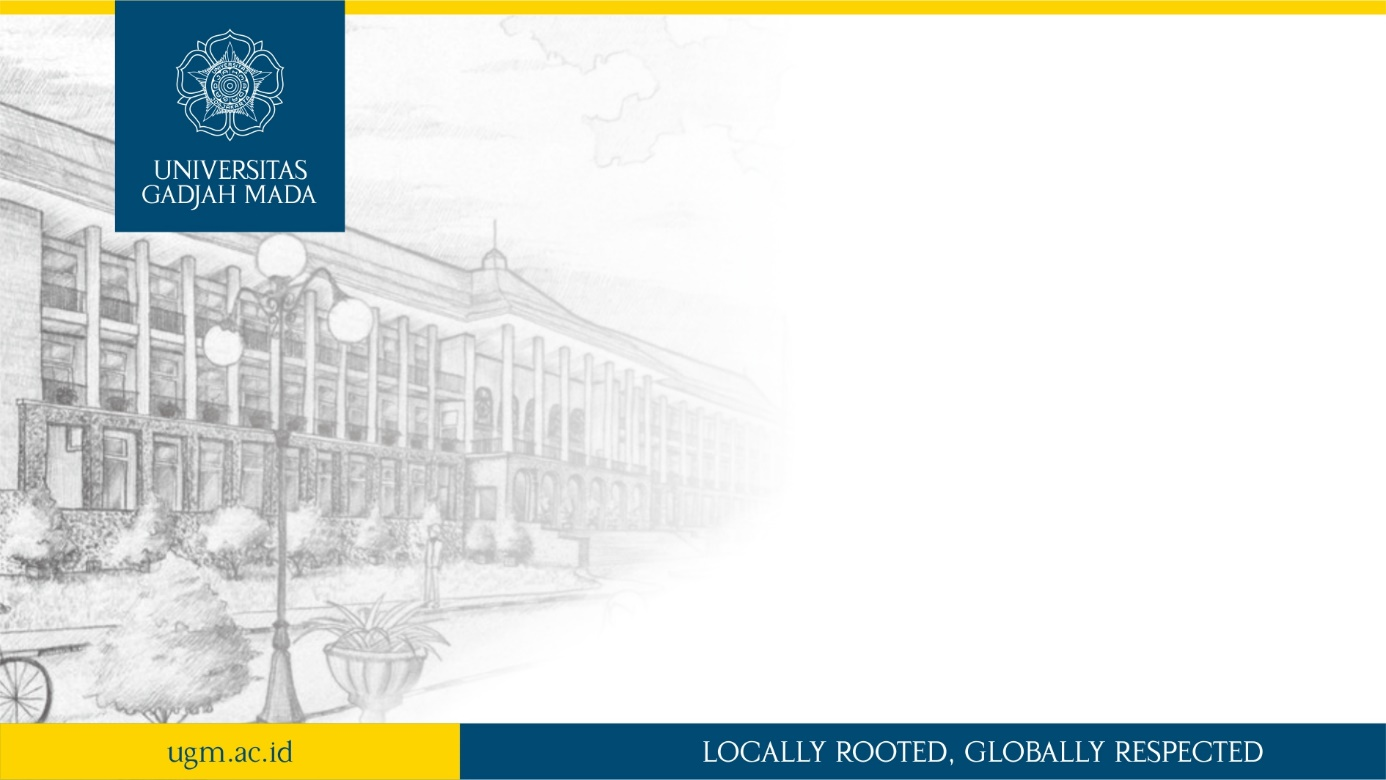 UNIVERSITAS
GADJAH MADA
ugm.ac.id
LOCALLY ROOTED, GLOBALLY RESPECTED